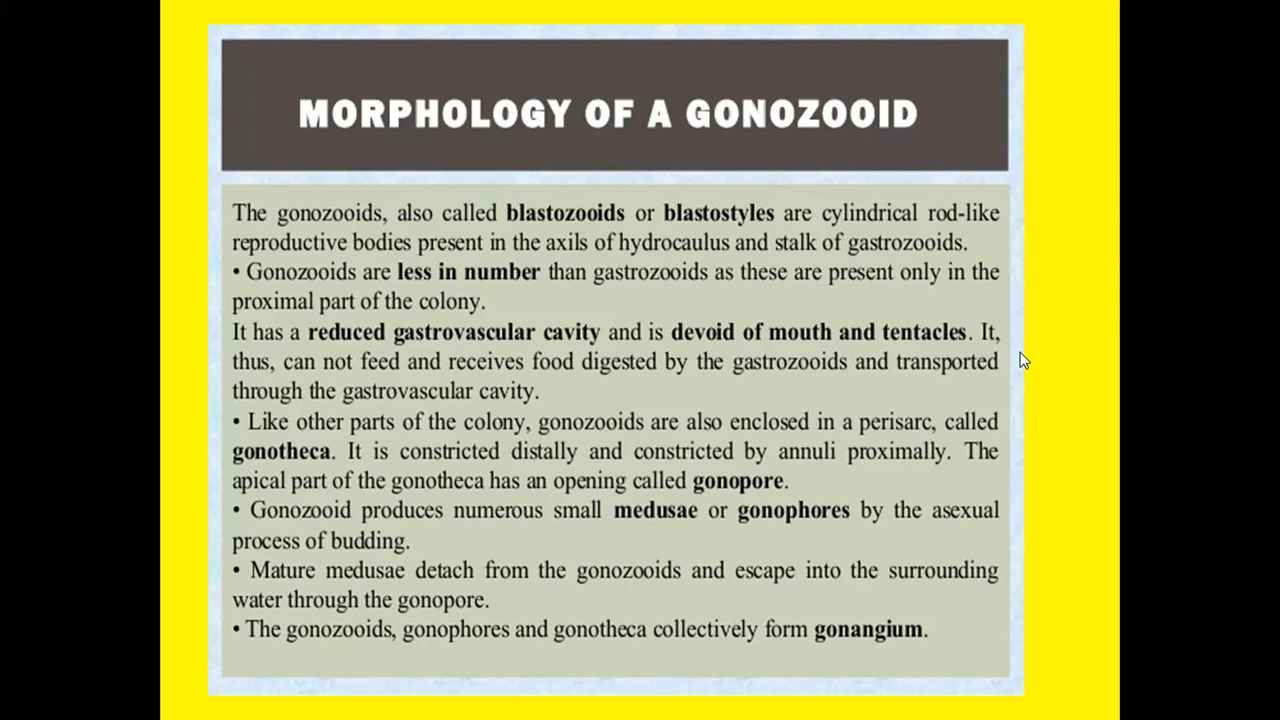 MORPHOLOGY OF A GONOZOOID
The gonozooids, also called blastozooids or blastostyles are cylindrical rod-like
reproductive bodies present in the axils of hydrocaulus and stalk of gastrozooids.
• Gonozooids are less in number than gastrozooids as these are present only in the
proximal part of the colony.
It has a reduced gastrovascular cavity and is devoid of mouth and tentacles. It,
thus, can not feed and receives food digested by the gastrozooids and transported
through the gastrovascular cavity.
• Like other parts of the colony, gonozooids are also enclosed in a perisarc, called
gonotheca. It is constricted distally and constricted by annuli proximally. The
apical part of the gonotheca has an opening called gonopore.
• Gonozooid produces numerous small medusae or gonophores by the asexual
process of budding.
• Mature medusae detach from the gonozooids and escape into the surrounding
water through the gonopore.
• The gonozooids, gonophores and gonotheca collectively form gonangium.